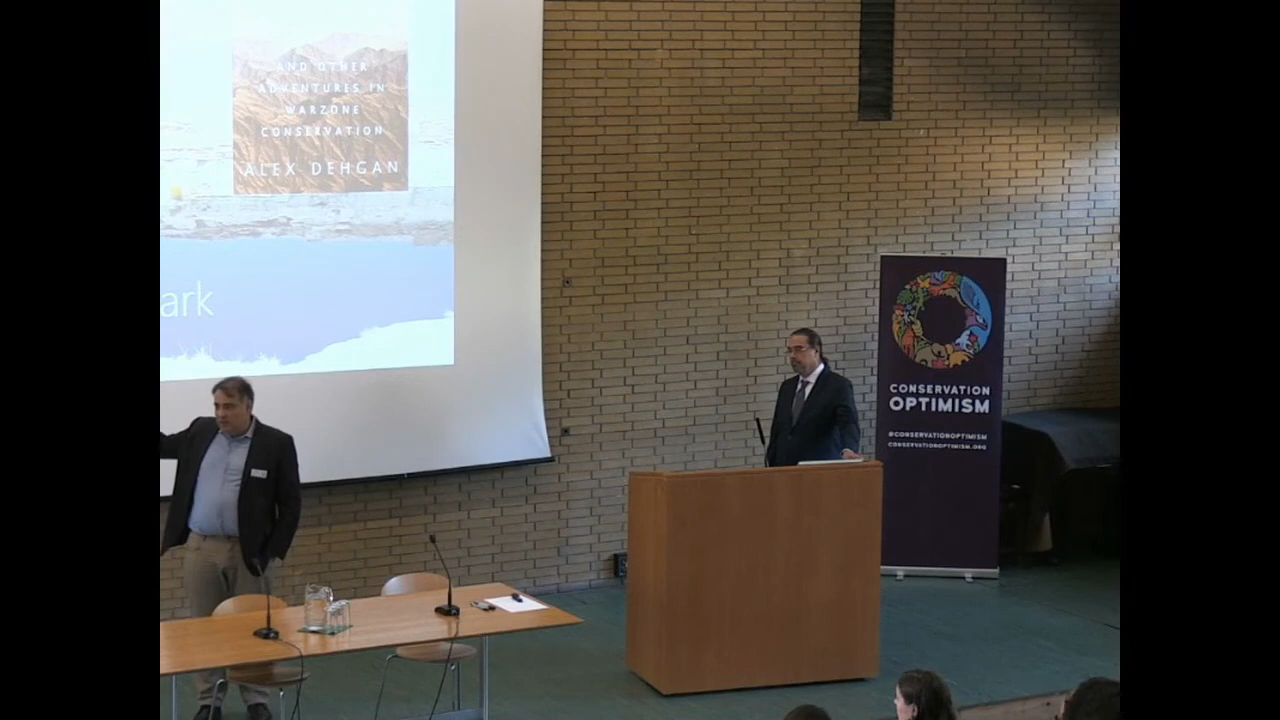 AND OTHER
ADVENTURES IN
WARZONE
CONSERVATION
ALEX DEHGAN
ark
CONSERVATION
OPTIMISM
@CONSERVATIONOPTIMISM
CONSERVATIONOPTIMISM.ORG